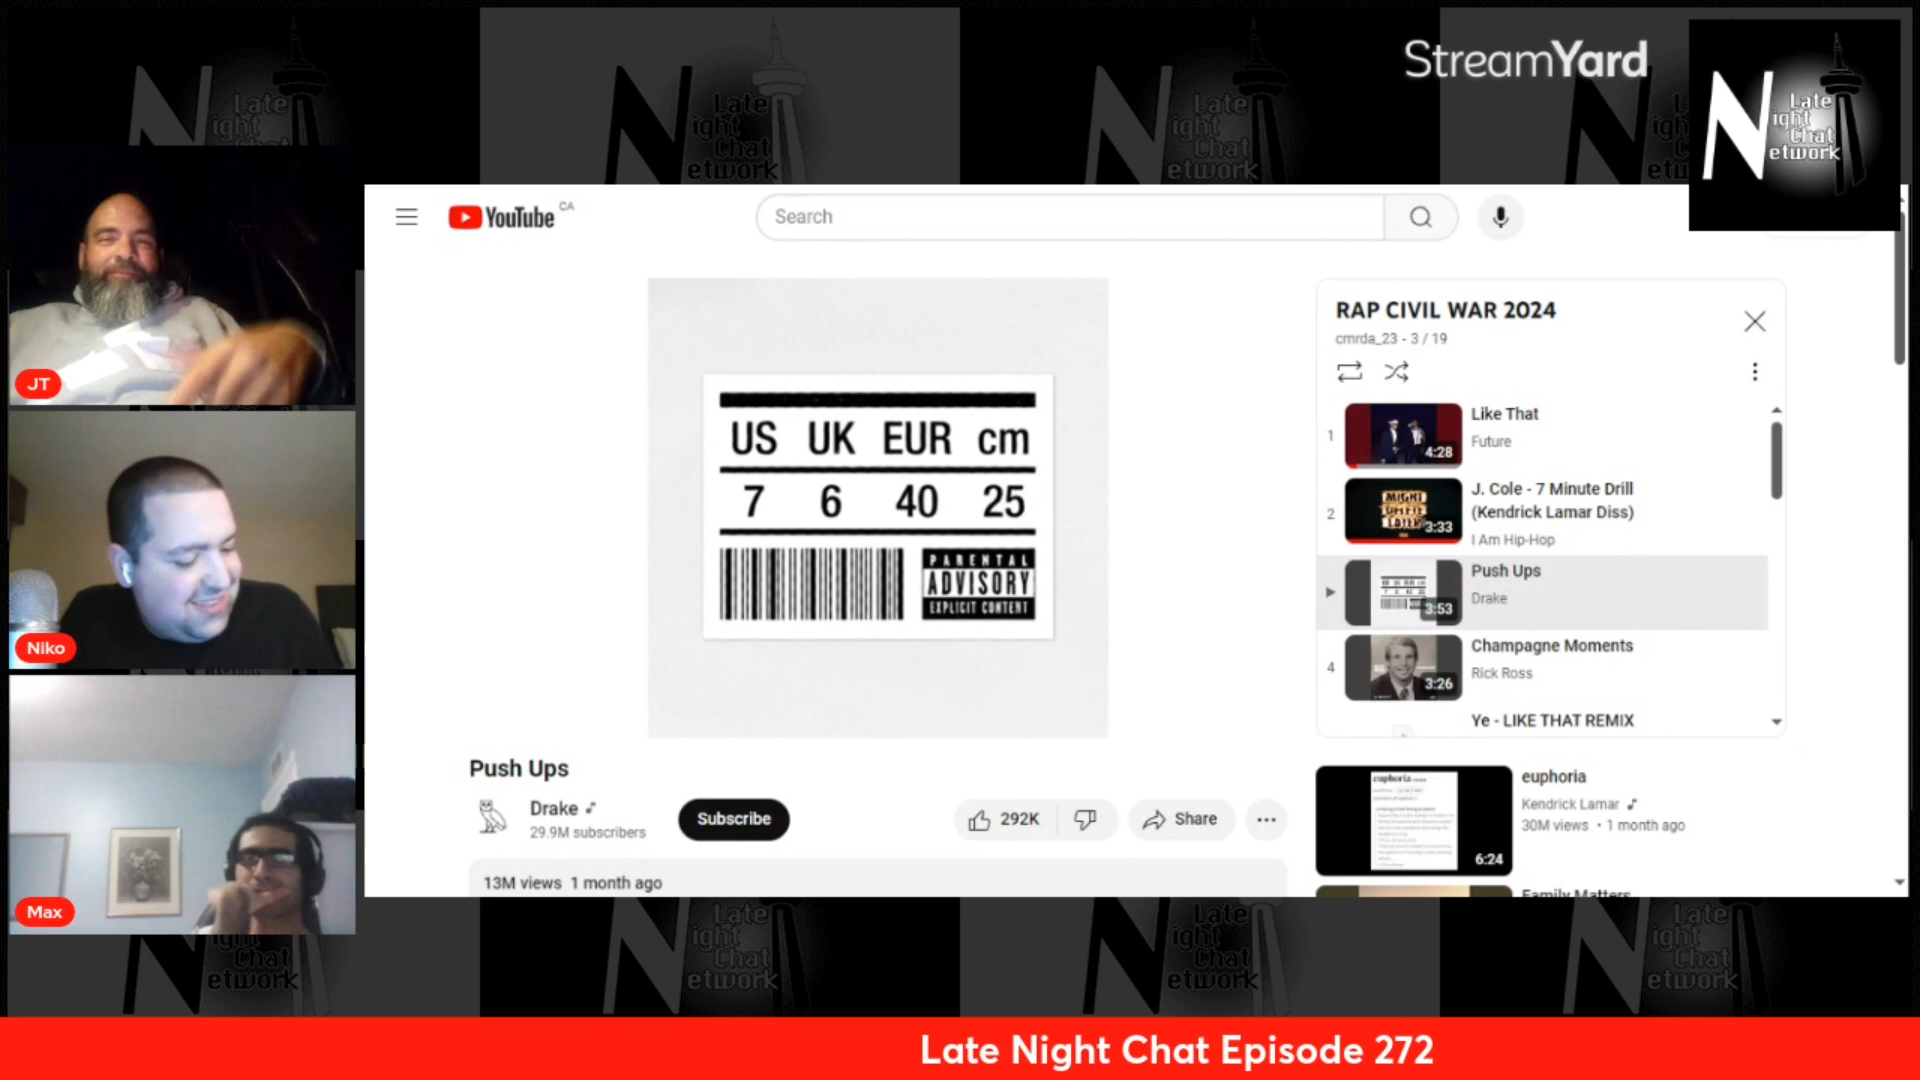 StreamYard
Late
Night
Chat
Network
JT
Niko
Max
YouTube CA
Search
US UK EUR cm
7 6 40 25
PARENTAL
ADVISORY
EXPLICIT CONTENT
Push Ups
Drake
29.9M subscribers
Subscribe
292K
Share
13M views 1 month ago
RAP CIVIL WAR 2024
cmrda_23 - 3 / 19
1
4:28
Like That
Future
2
MIGHT
DELETE
LATER
3:33
J. Cole - 7 Minute Drill
(Kendrick Lamar Diss)
I Am Hip-Hop
3:53
Push Ups
Drake
4
3:26
Champagne Moments
Rick Ross
Ye - LIKE THAT REMIX
euphoria
6:24
euphoria
Kendrick Lamar
30M views • 1 month ago
Family Matters
Late Night Chat Episode 272